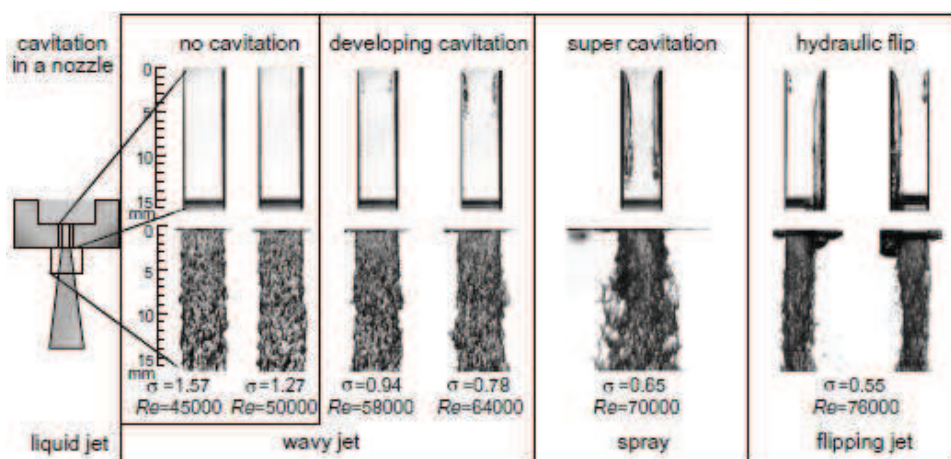 cavitation
in a nozzle
no cavitation
developing cavitation
super cavitation
hydraulic flip
0
5
10
15
mm
0
5
10
15
mm
σ=1.57
Re=45000
σ=1.27
Re=50000
σ=0.94
Re=58000
σ=0.78
Re=64000
σ=0.65
Re=70000
σ=0.55
Re=76000
liquid jet
wavy jet
spray
flipping jet